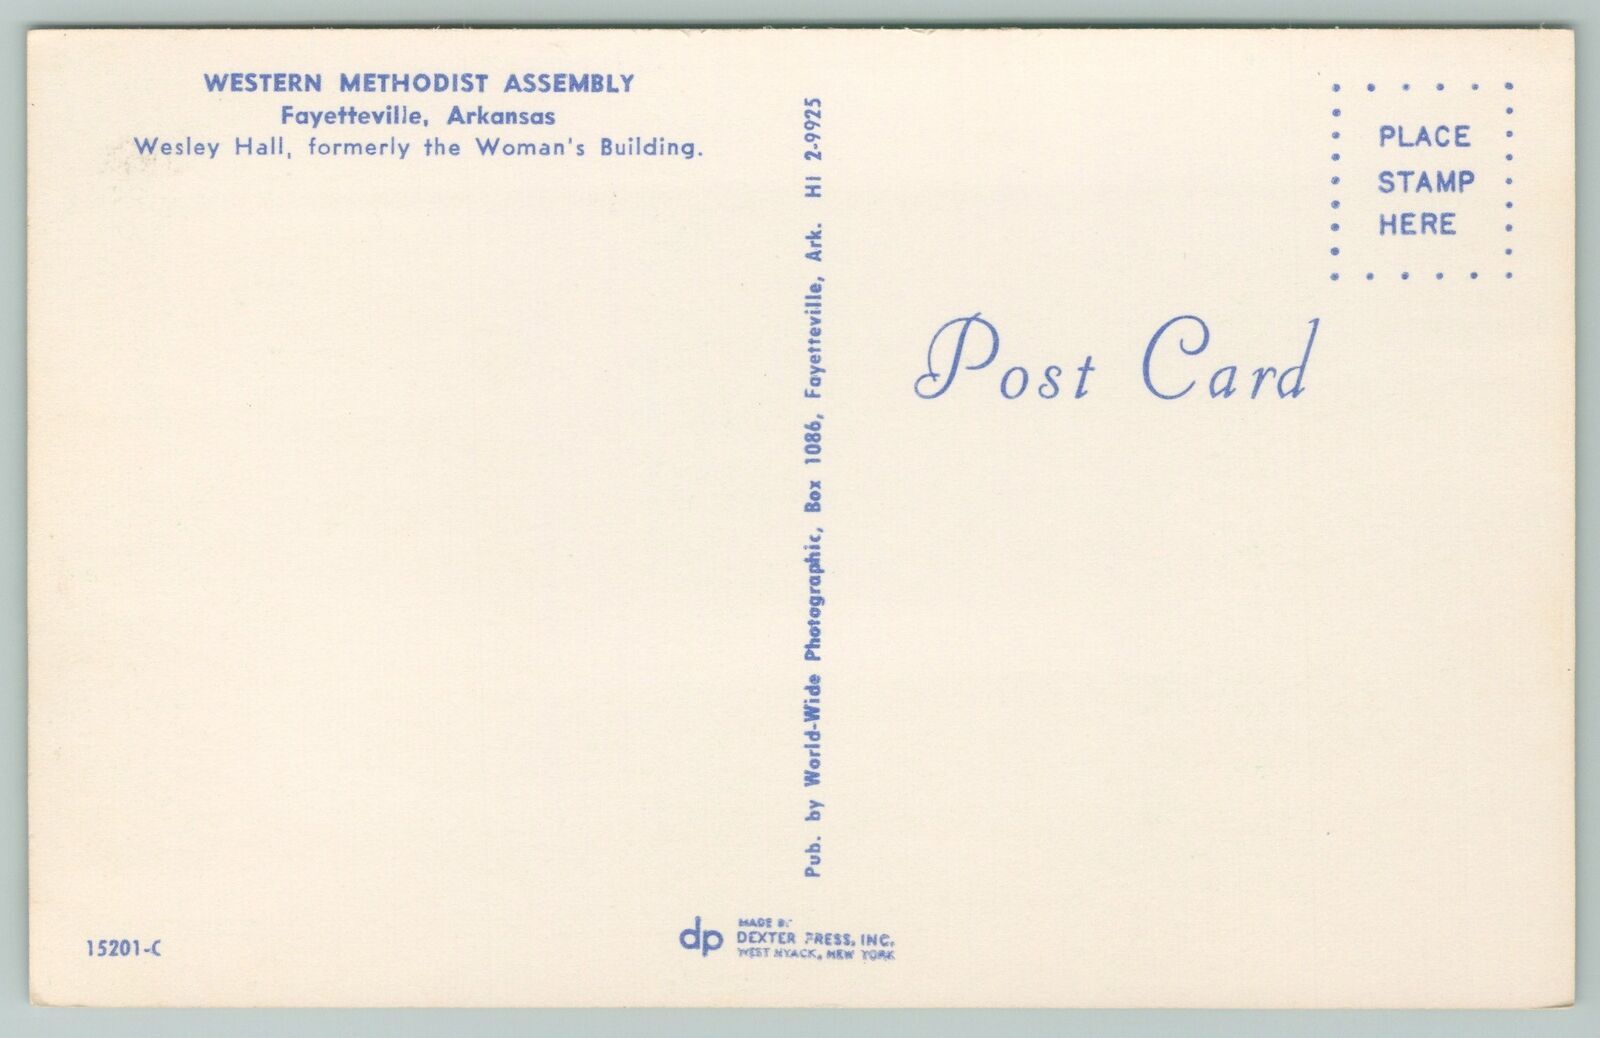 WESTERN METHODIST ASSEMBLY
Fayetteville, Arkansas
Wesley Hall, formerly the Woman's Building.
Pub. by World-Wide Photographic, Box 1086, Fayetteville, Ark. HI 2-9925
PLACE
STAMP
HERE
Post Card
15201-C
dp
MADE BY
DEXTER PRESS, INC.
WEST NYACK, NEW YORK